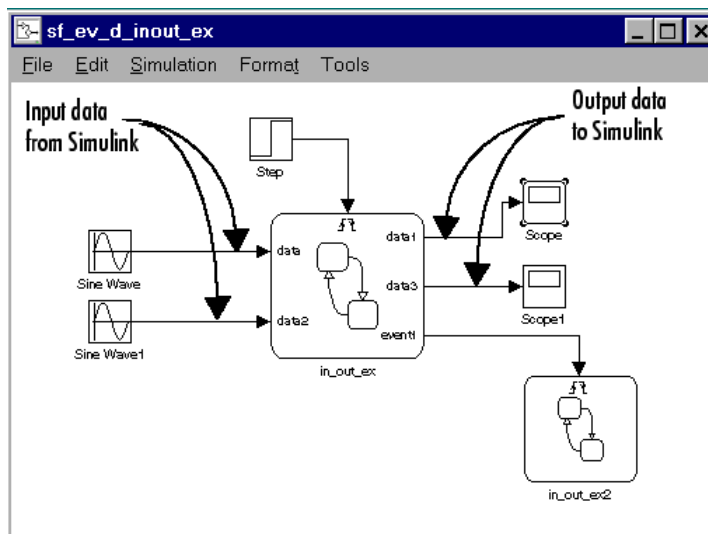 sf_ev_d_inout_ex
File Edit Simulation Format Tools
Input data
from Simulink
Output data
to Simulink
Step
Scope
data
data1
Sine Wave
data3
Scope1
data2
Sine Wave1
event1
in_out_ex
in_out_ex2